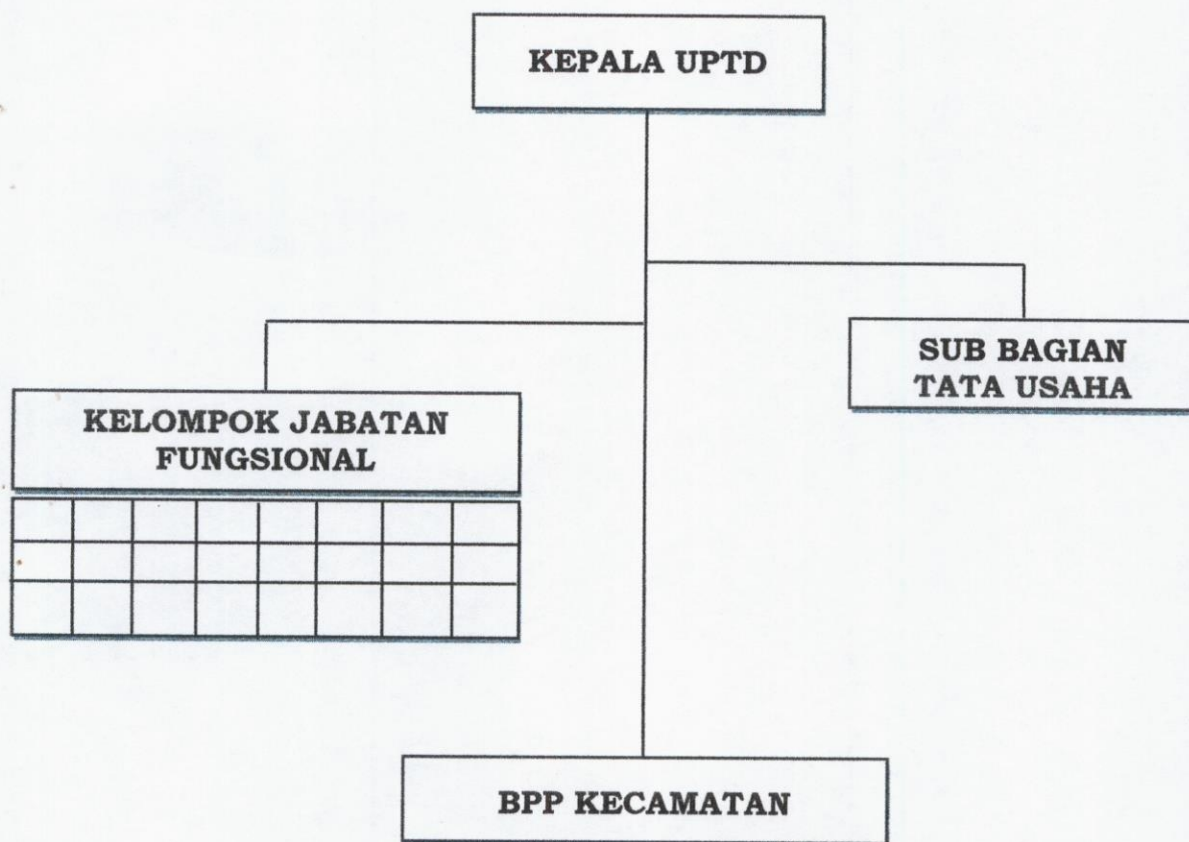 KEPALA UPTD
SUB BAGIAN
TATA USAHA
KELOMPOK JABATAN
FUNGSIONAL
BPP KECAMATAN